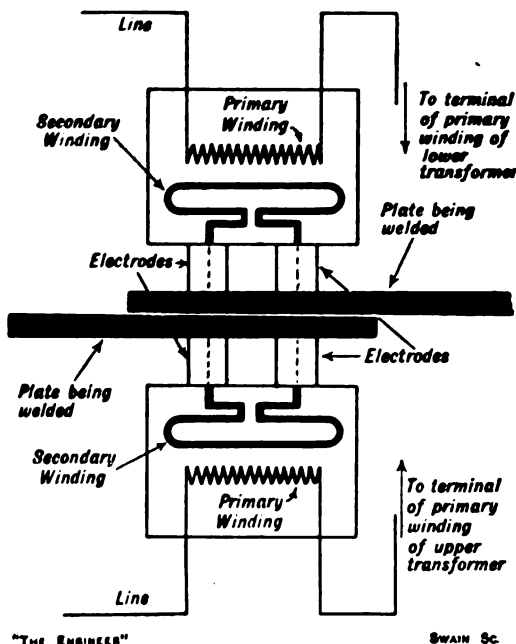 Line
To terminal
of primary
winding of
lower
transformer
Primary
Winding
Secondary
Winding
Plate being
welded
Electrodes
Electrodes
Plate being
welded
Secondary
Winding
Primary
Winding
To terminal
of primary
winding
of upper
transformer
Line
"THE ENGINEER"
SWAIN SC.